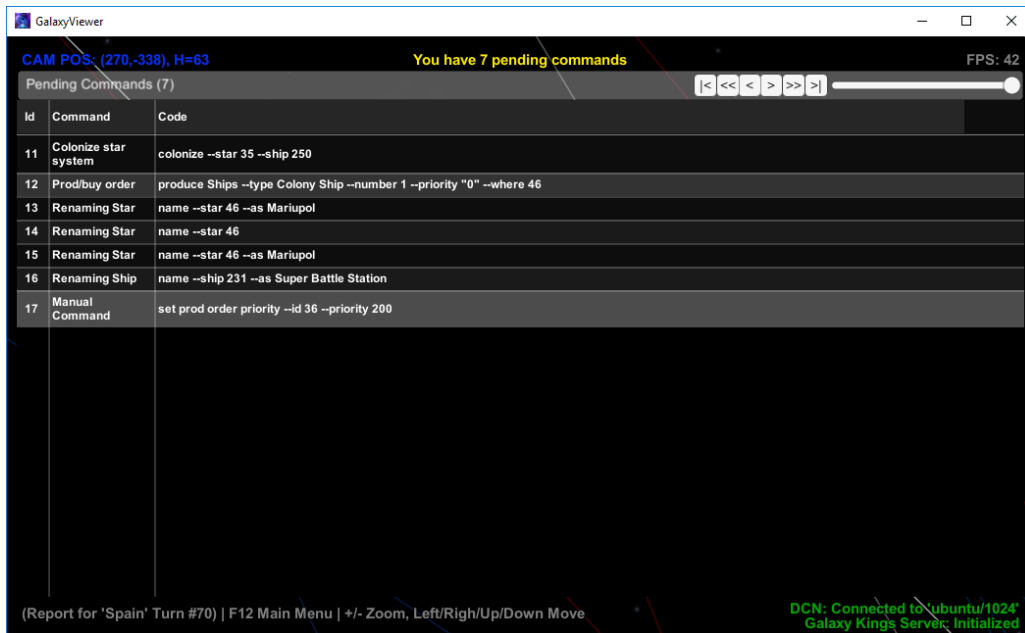 GalaxyViewer
CAM POS: (270,-338), H=63
You have 7 pending commands
FPS: 42
Pending Commands (7)
|< << < > >> >|
Id Command Code
11 Colonize star system colonize --star 35 --ship 250
12 Prod/buy order produce Ships --type Colony Ship --number 1 --priority "0" --where 46
13 Renaming Star name --star 46 --as Mariupol
14 Renaming Star name --star 46
15 Renaming Star name --star 46 --as Mariupol
16 Renaming Ship name --ship 231 --as Super Battle Station
17 Manual Command set prod order priority --id 36 --priority 200
(Report for 'Spain' Turn #70) | F12 Main Menu | +/- Zoom, Left/Righ/Up/Down Move
DCN: Connected to 'ubuntu/1024'
Galaxy Kings Server: Initialized